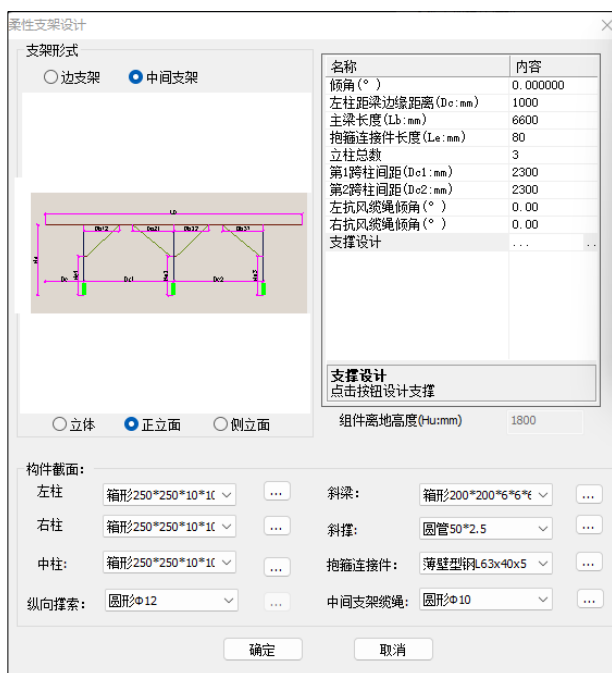 柔性支架设计
支架形式
边支架 中间支架
LD
Db12 Db21 Db32 Db31
Dc Dc1 Dc2
立体 正立面 侧立面
名称 内容
倾角(°) 0.000000
左柱距梁边缘距离(Dc:mm) 1000
主梁长度(Lb:mm) 6600
抱箍连接件长度(Le:mm) 80
立柱总数 3
第1跨柱间距(Dc1:mm) 2300
第2跨柱间距(Dc2:mm) 2300
左抗风缆绳倾角(°) 0.00
右抗风缆绳倾角(°) 0.00
支撑设计 ... ..
支撑设计
点击按钮设计支撑
组件离地高度(Hu:mm) 1800
构件截面:
左柱 箱形250*250*10*10 ... 斜梁: 箱形200*200*6*6*6 ...
右柱 箱形250*250*10*10 ... 斜撑: 圆管50*2.5 ...
中柱: 箱形250*250*10*10 ... 抱箍连接件: 薄壁型钢L63x40x5 ...
纵向撑索: 圆形Φ12 ... 中间支架缆绳: 圆形Φ10 ...
确定 取消